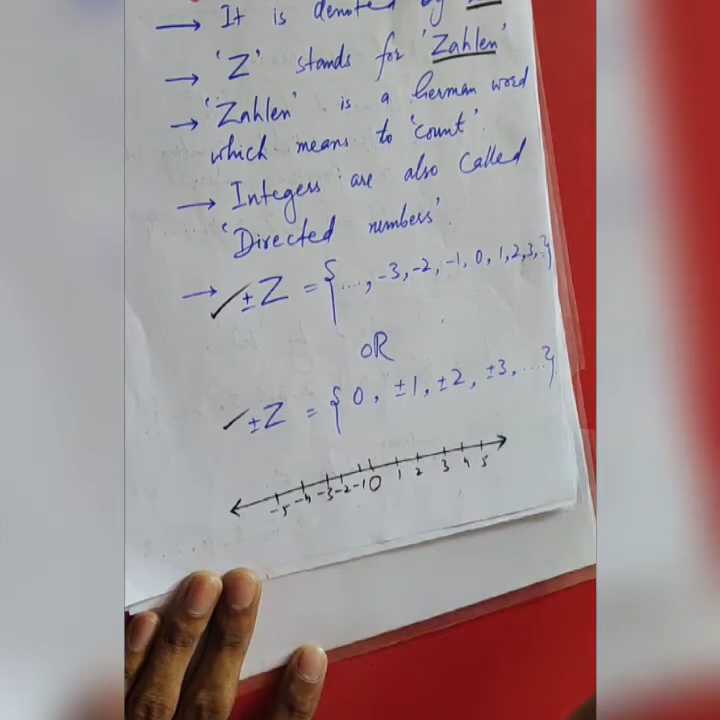 → It is denoted by
→ 'Z' stands for 'Zahlen'
→ 'Zahlen' is a German word
which means to 'count'.
→ Integers are also called
'Directed numbers'.
→ ✓ ±Z = {...., -3, -2, -1, 0, 1, 2, 3, .}
OR
✓ ±Z = { 0, ±1, ±2, ±3, ....}
-5 -4 -3 -2 -1 0 1 2 3 4 5